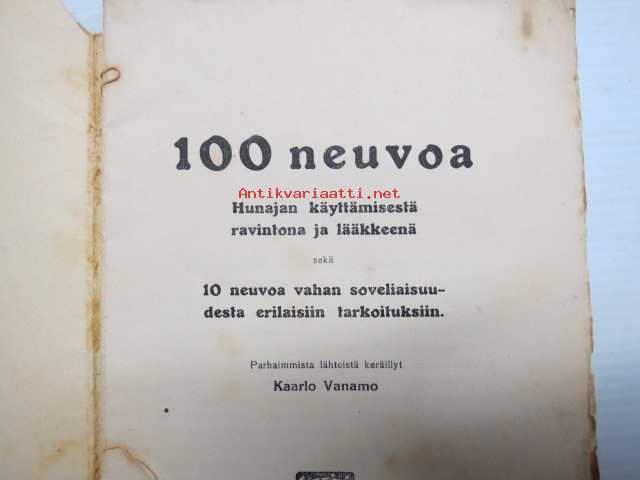 100 neuvoa
Antikvariaatti.net
Hunajan käyttämisestä
ravintona ja lääkkeenä
sekä
10 neuvoa vahan soveliaisuu-
desta erilaisiin tarkoituksiin.
Parhaimmista lähteistä keräillyt
Kaarlo Vanamo